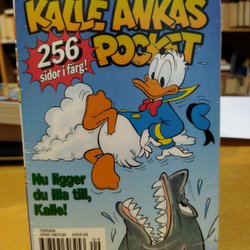 KALLE ANKAS
POCKET
256
sidor i färg!
Nu ligger
du illa till,
Kalle!